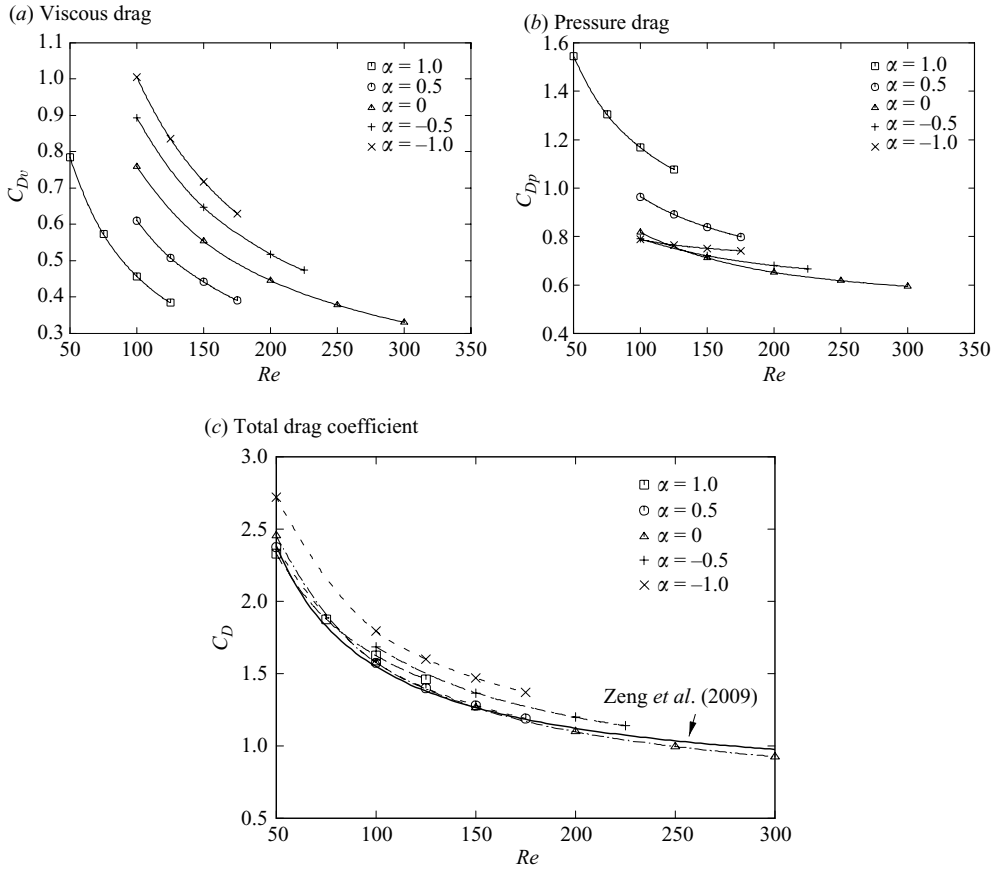 (a) Viscous drag
1.1
1.0
0.9
0.8
0.7
0.6
0.5
0.4
0.3
C_{Dv}
50 100 150 200 250 300 350
Re
α = 1.0
α = 0.5
α = 0
α = –0.5
α = –1.0
(b) Pressure drag
1.6
1.4
1.2
1.0
0.8
0.6
0.4
C_{Dp}
50 100 150 200 250 300 350
Re
α = 1.0
α = 0.5
α = 0
α = –0.5
α = –1.0
(c) Total drag coefficient
3.0
2.5
2.0
1.5
1.0
0.5
C_D
50 100 150 200 250 300
Re
α = 1.0
α = 0.5
α = 0
α = –0.5
α = –1.0
Zeng et al. (2009)